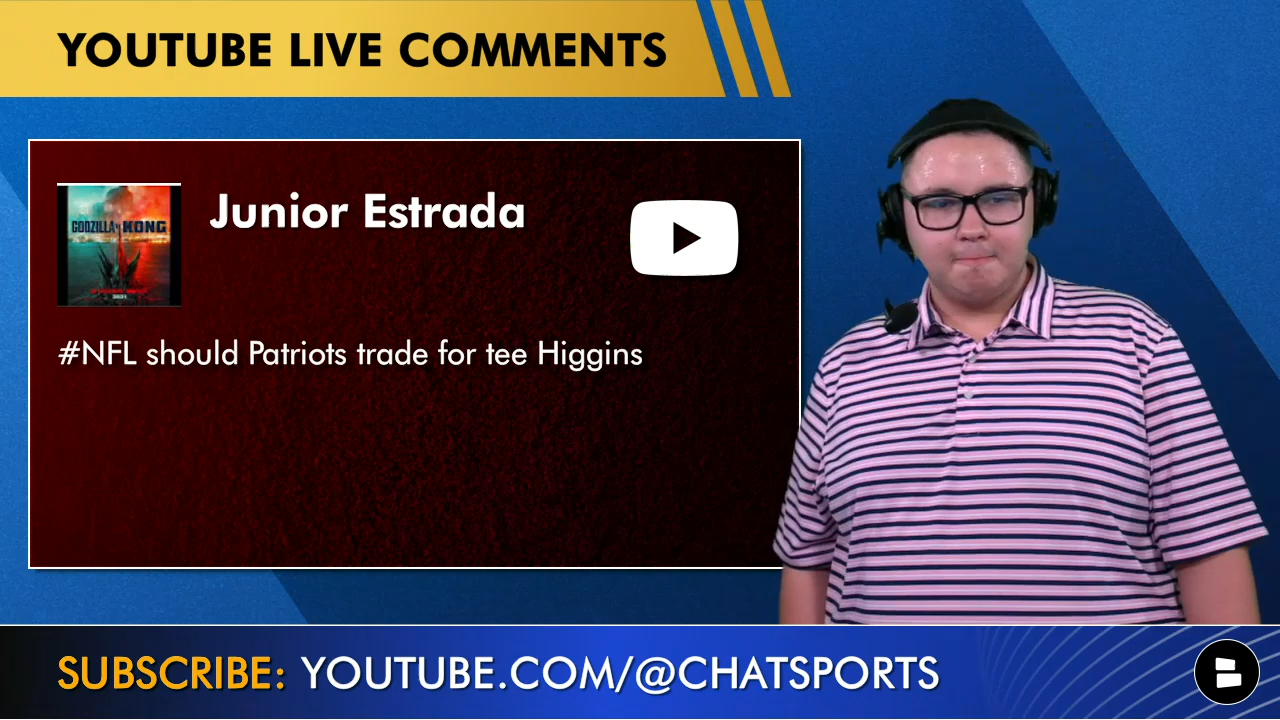 YOUTUBE LIVE COMMENTS
Junior Estrada
GODZILLA KONG
#NFL should Patriots trade for tee Higgins
SUBSCRIBE: YOUTUBE.COM/@CHATSPORTS